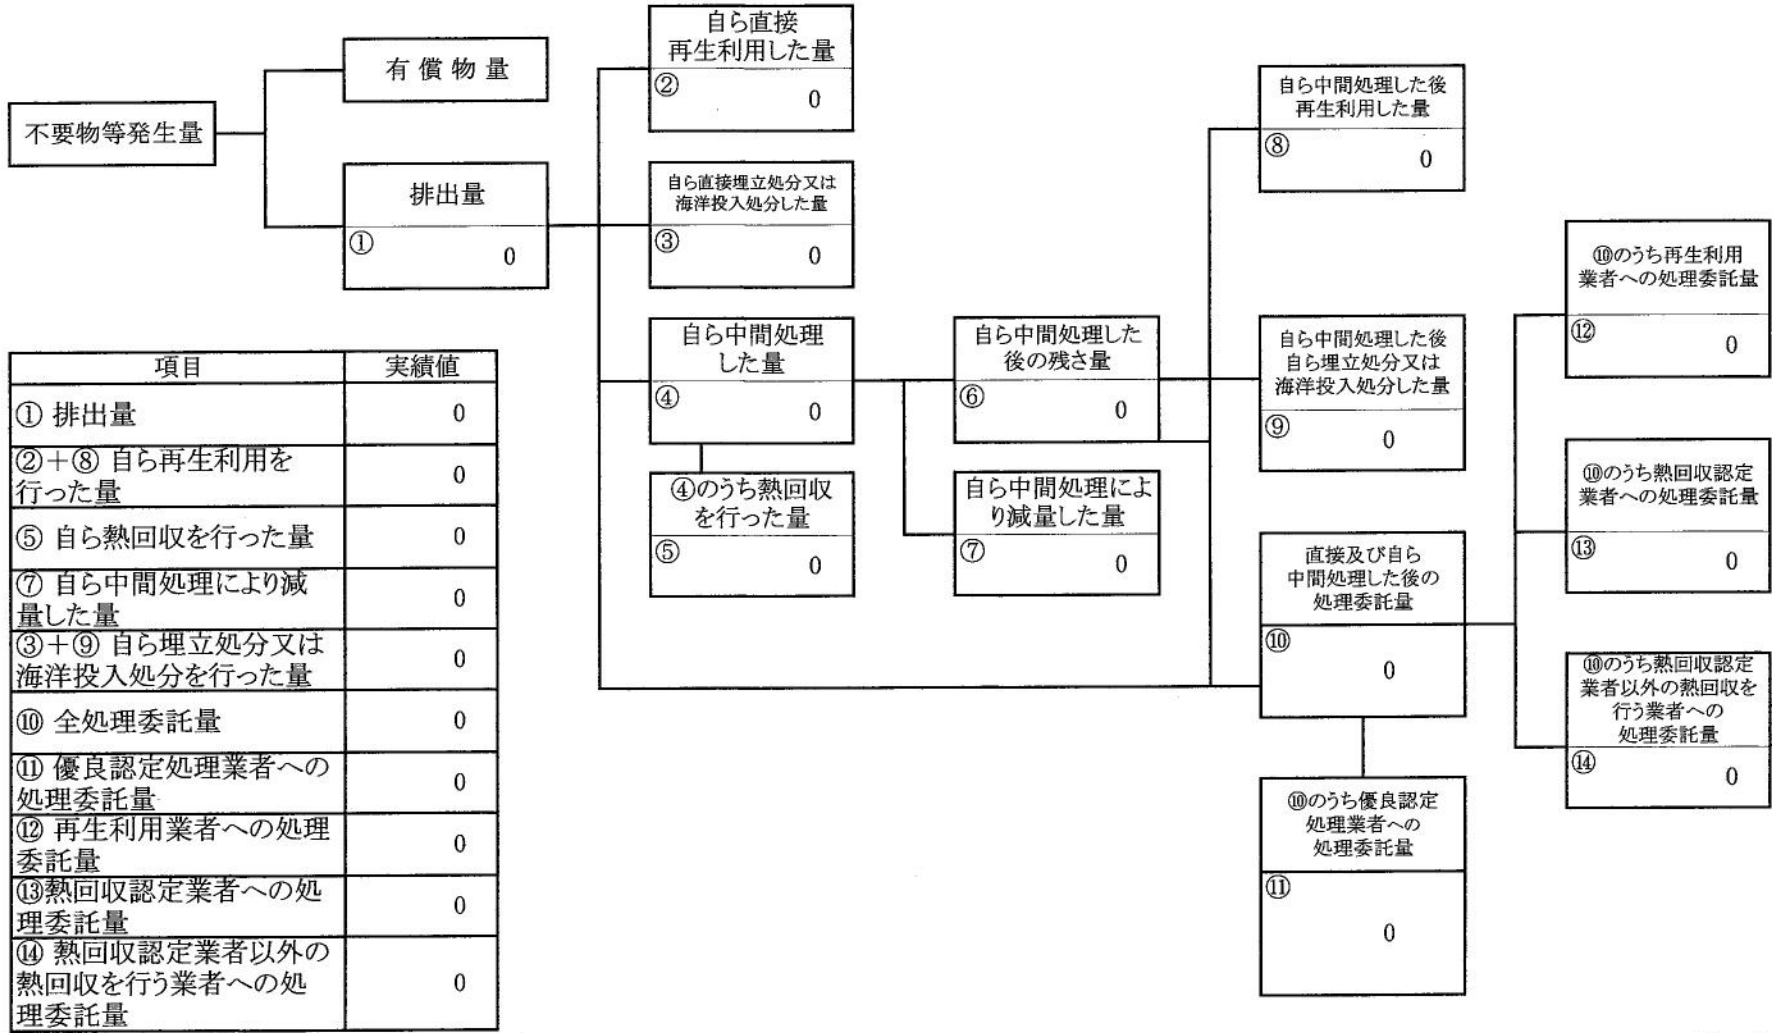 不要物等発生量
有償物量
排出量
①
0
自ら直接
再生利用した量
②
0
自ら直接埋立処分又は
海洋投入処分した量
③
0
自ら中間処理
した量
④
0
④のうち熱回収
を行った量
⑤
0
自ら中間処理した
後の残さ量
⑥
0
自ら中間処理によ
り減量した量
⑦
0
自ら中間処理した後
再生利用した量
⑧
0
自ら中間処理した後
自ら埋立処分又は
海洋投入処分した量
⑨
0
直接及び自ら
中間処理した後の
処理委託量
⑩
0
⑩のうち優良認定
処理業者への
処理委託量
⑪
0
⑩のうち再生利用
業者への処理委託量
⑫
0
⑩のうち熱回収認定
業者への処理委託量
⑬
0
⑩のうち熱回収認定
業者以外の熱回収を
行う業者への
処理委託量
⑭
0
項目 実績値
① 排出量 0
②+⑧ 自ら再生利用を
行った量 0
⑤ 自ら熱回収を行った量 0
⑦ 自ら中間処理により減
量した量 0
③+⑨ 自ら埋立処分又は
海洋投入処分を行った量 0
⑩ 全処理委託量 0
⑪ 優良認定処理業者への
処理委託量 0
⑫ 再生利用業者への処理
委託量 0
⑬熱回収認定業者への処
理委託量 0
⑭ 熱回収認定業者以外の
熱回収を行う業者への処
理委託量 0